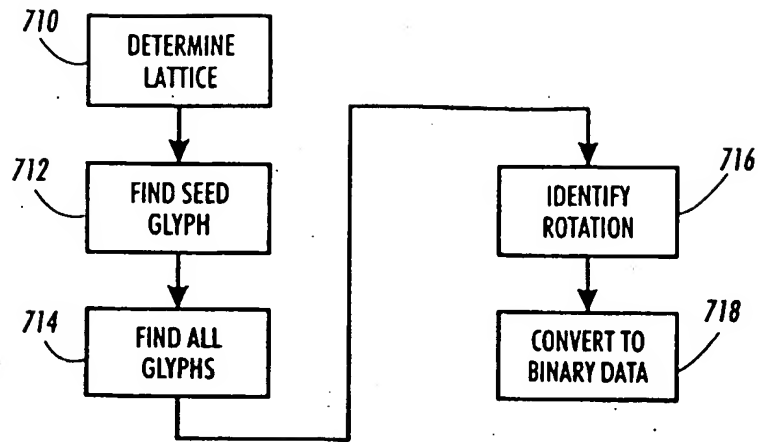 710
DETERMINE
LATTICE
712
FIND SEED
GLYPH
714
FIND ALL
GLYPHS
716
IDENTIFY
ROTATION
718
CONVERT TO
BINARY DATA